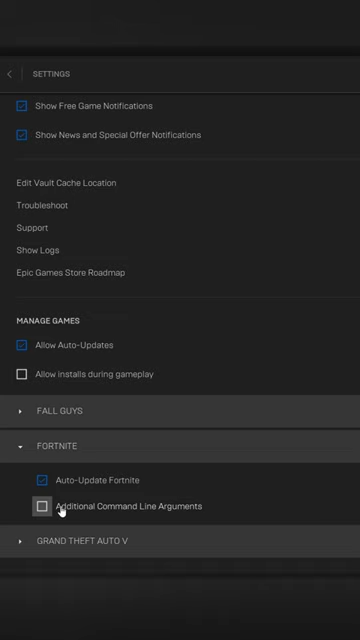 SETTINGS
Show Free Game Notifications
Show News and Special Offer Notifications
Edit Vault Cache Location
Troubleshoot
Support
Show Logs
Epic Games Store Roadmap
MANAGE GAMES
Allow Auto-Updates
Allow installs during gameplay
FALL GUYS
FORTNITE
Auto-Update Fortnite
Additional Command Line Arguments
GRAND THEFT AUTO V